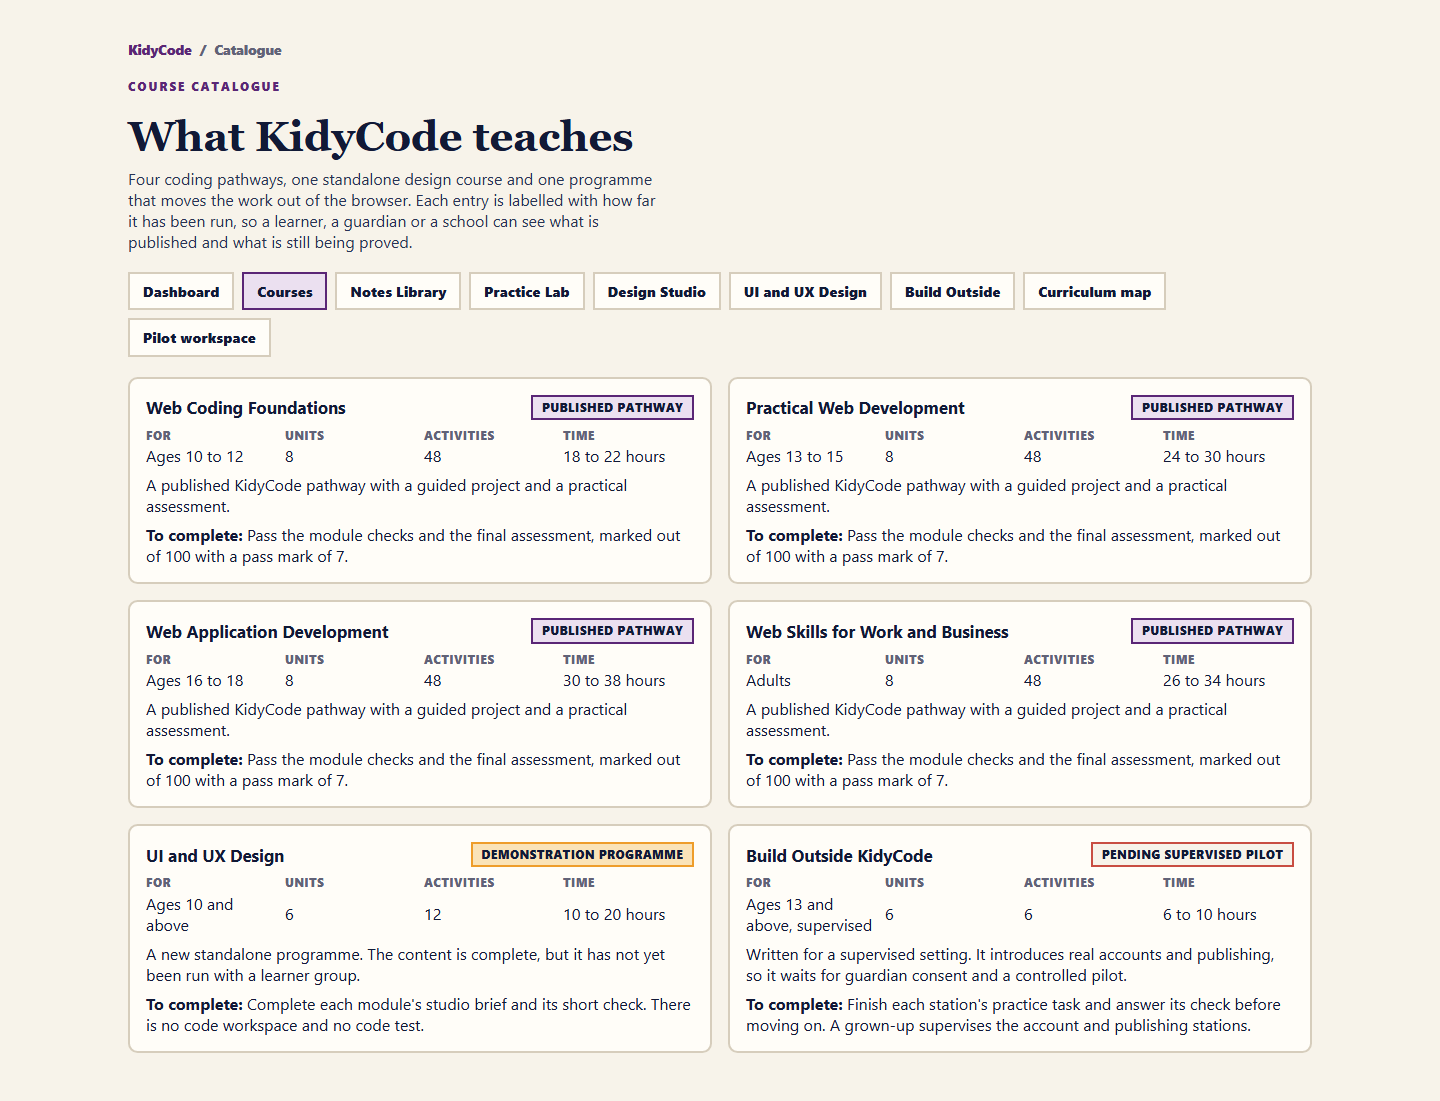 KidyCode / Catalogue
COURSE CATALOGUE
What KidyCode teaches
Four coding pathways, one standalone design course and one programme
that moves the work out of the browser. Each entry is labelled with how far
it has been run, so a learner, a guardian or a school can see what is
published and what is still being proved.
Dashboard Courses Notes Library Practice Lab Design Studio UI and UX Design Build Outside Curriculum map
Pilot workspace
Web Coding Foundations PUBLISHED PATHWAY
FOR UNITS ACTIVITIES TIME
Ages 10 to 12 8 48 18 to 22 hours
A published KidyCode pathway with a guided project and a practical
assessment.
To complete: Pass the module checks and the final assessment, marked out
of 100 with a pass mark of 7.
Practical Web Development PUBLISHED PATHWAY
FOR UNITS ACTIVITIES TIME
Ages 13 to 15 8 48 24 to 30 hours
A published KidyCode pathway with a guided project and a practical
assessment.
To complete: Pass the module checks and the final assessment, marked out
of 100 with a pass mark of 7.
Web Application Development PUBLISHED PATHWAY
FOR UNITS ACTIVITIES TIME
Ages 16 to 18 8 48 30 to 38 hours
A published KidyCode pathway with a guided project and a practical
assessment.
To complete: Pass the module checks and the final assessment, marked out
of 100 with a pass mark of 7.
Web Skills for Work and Business PUBLISHED PATHWAY
FOR UNITS ACTIVITIES TIME
Adults 8 48 26 to 34 hours
A published KidyCode pathway with a guided project and a practical
assessment.
To complete: Pass the module checks and the final assessment, marked out
of 100 with a pass mark of 7.
UI and UX Design DEMONSTRATION PROGRAMME
FOR UNITS ACTIVITIES TIME
Ages 10 and
above 6 12 10 to 20 hours
A new standalone programme. The content is complete, but it has not yet
been run with a learner group.
To complete: Complete each module's studio brief and its short check. There
is no code workspace and no code test.
Build Outside KidyCode PENDING SUPERVISED PILOT
FOR UNITS ACTIVITIES TIME
Ages 13 and
above, supervised 6 6 6 to 10 hours
Written for a supervised setting. It introduces real accounts and publishing,
so it waits for guardian consent and a controlled pilot.
To complete: Finish each station's practice task and answer its check before
moving on. A grown-up supervises the account and publishing stations.